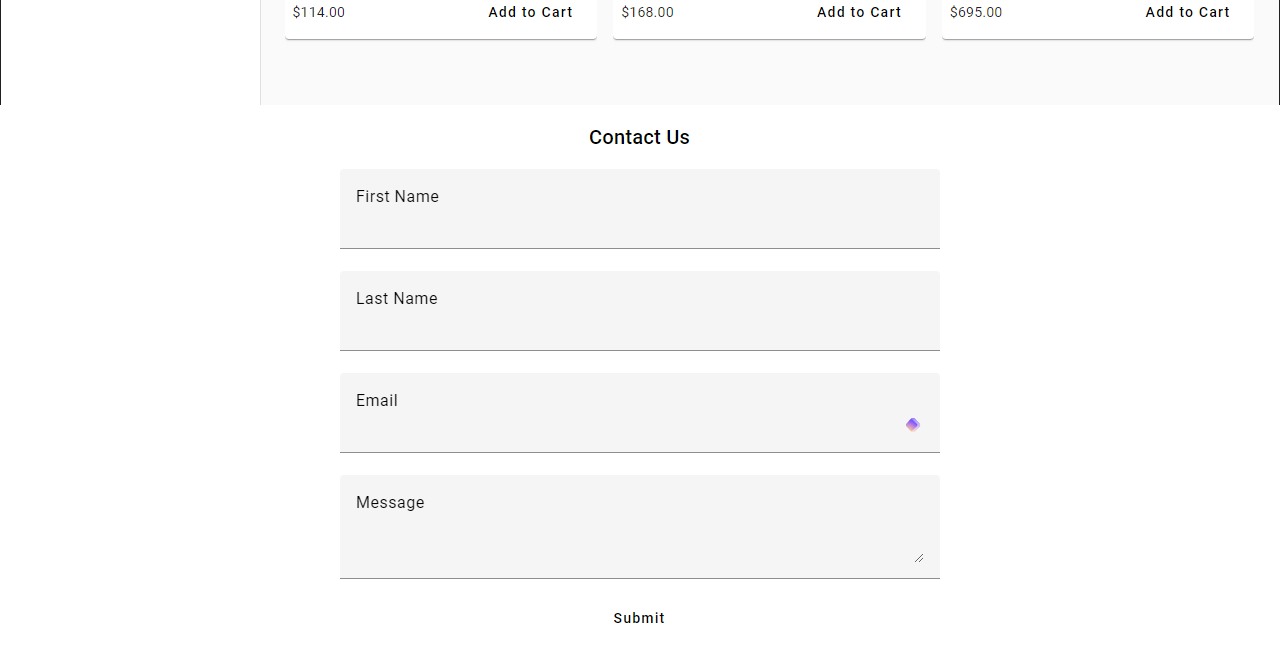 $114.00 Add to Cart $168.00 Add to Cart $695.00 Add to Cart
Contact Us
First Name
Last Name
Email
Message
Submit